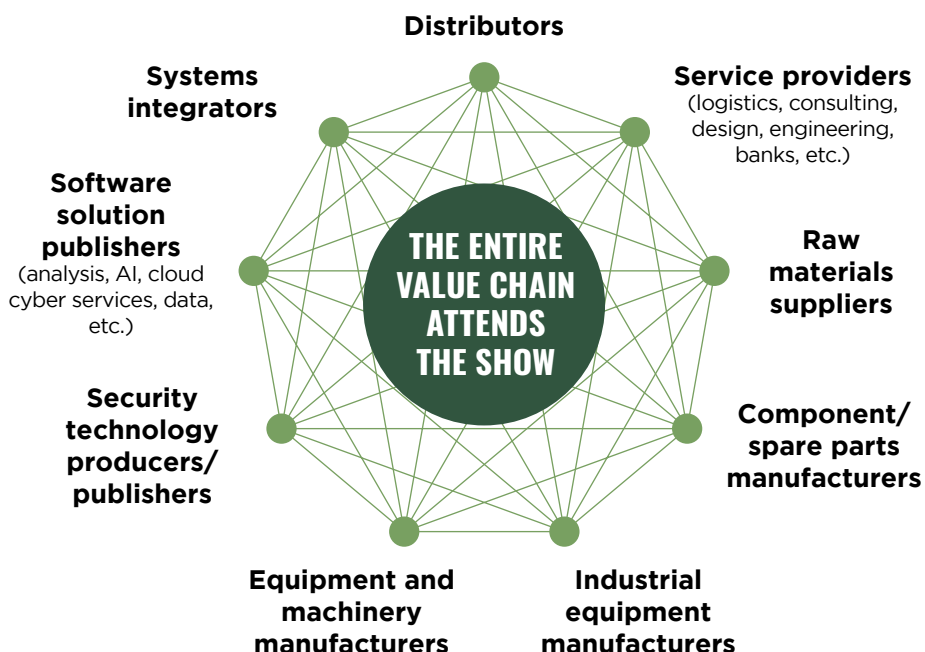 Distributors
Service providers
(logistics, consulting,
design, engineering,
banks, etc.)
Raw
materials
suppliers
Component/
spare parts
manufacturers
Industrial
equipment
manufacturers
Equipment and
machinery
manufacturers
Security
technology
producers/
publishers
Software
solution
publishers
(analysis, AI, cloud
cyber services, data,
etc.)
Systems
integrators
THE ENTIRE
VALUE CHAIN
ATTENDS
THE SHOW